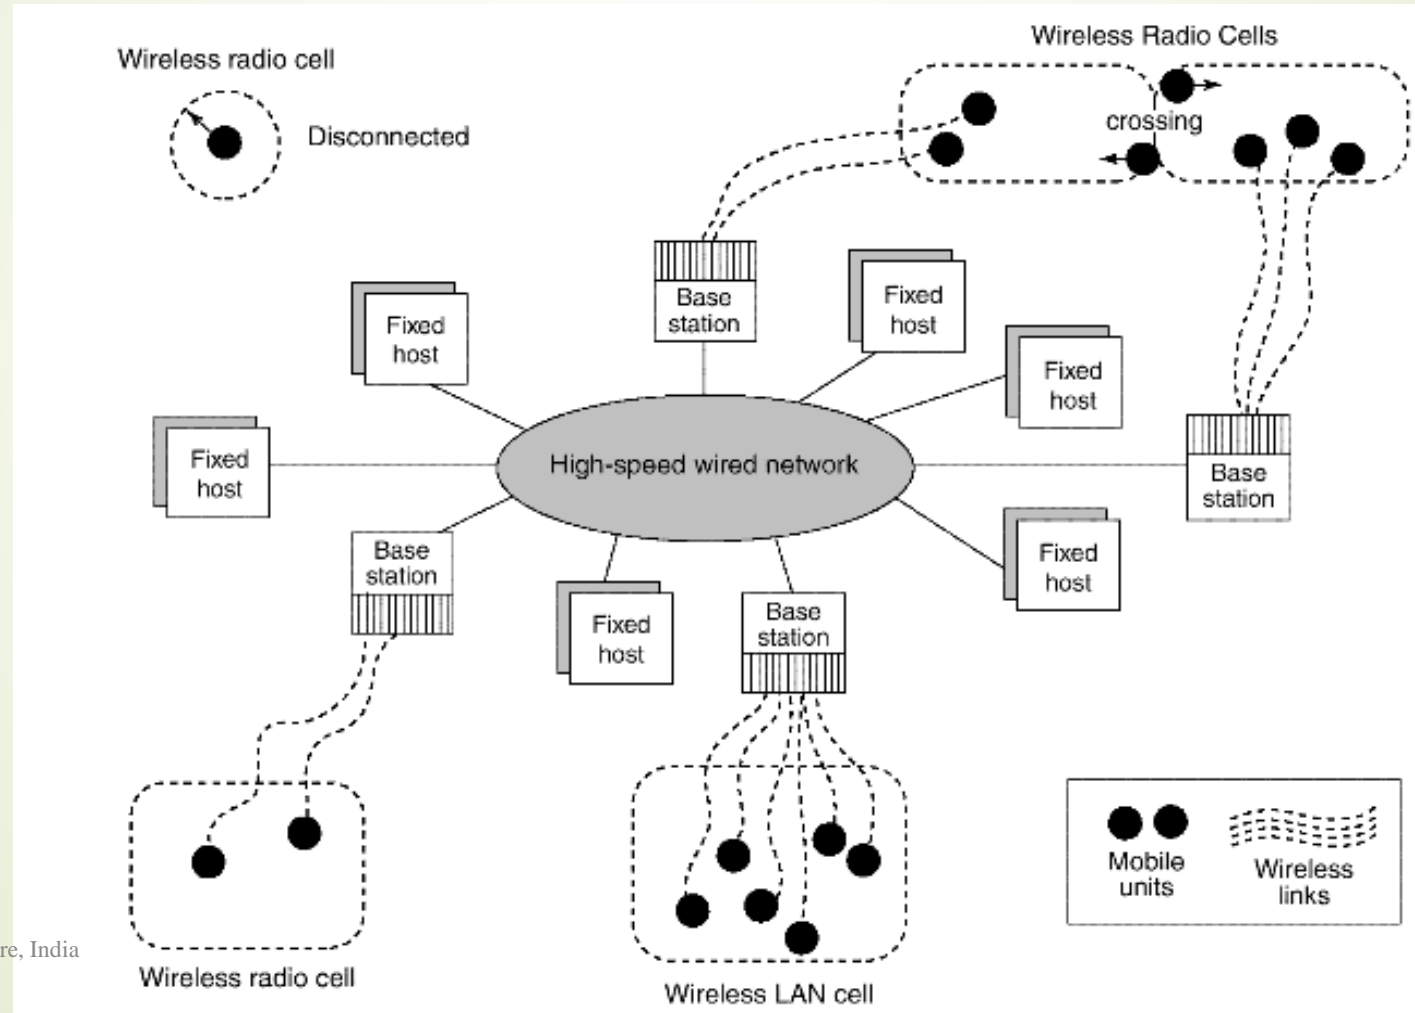 Wireless Radio Cells
Wireless radio cell
Disconnected
crossing
Base
station
Fixed
host
Fixed
host
Fixed
host
Fixed
host
High-speed wired network
Base
station
Base
station
Fixed
host
Fixed
host
Base
station
Mobile
units
Wireless
links
re, India
Wireless radio cell
Wireless LAN cell